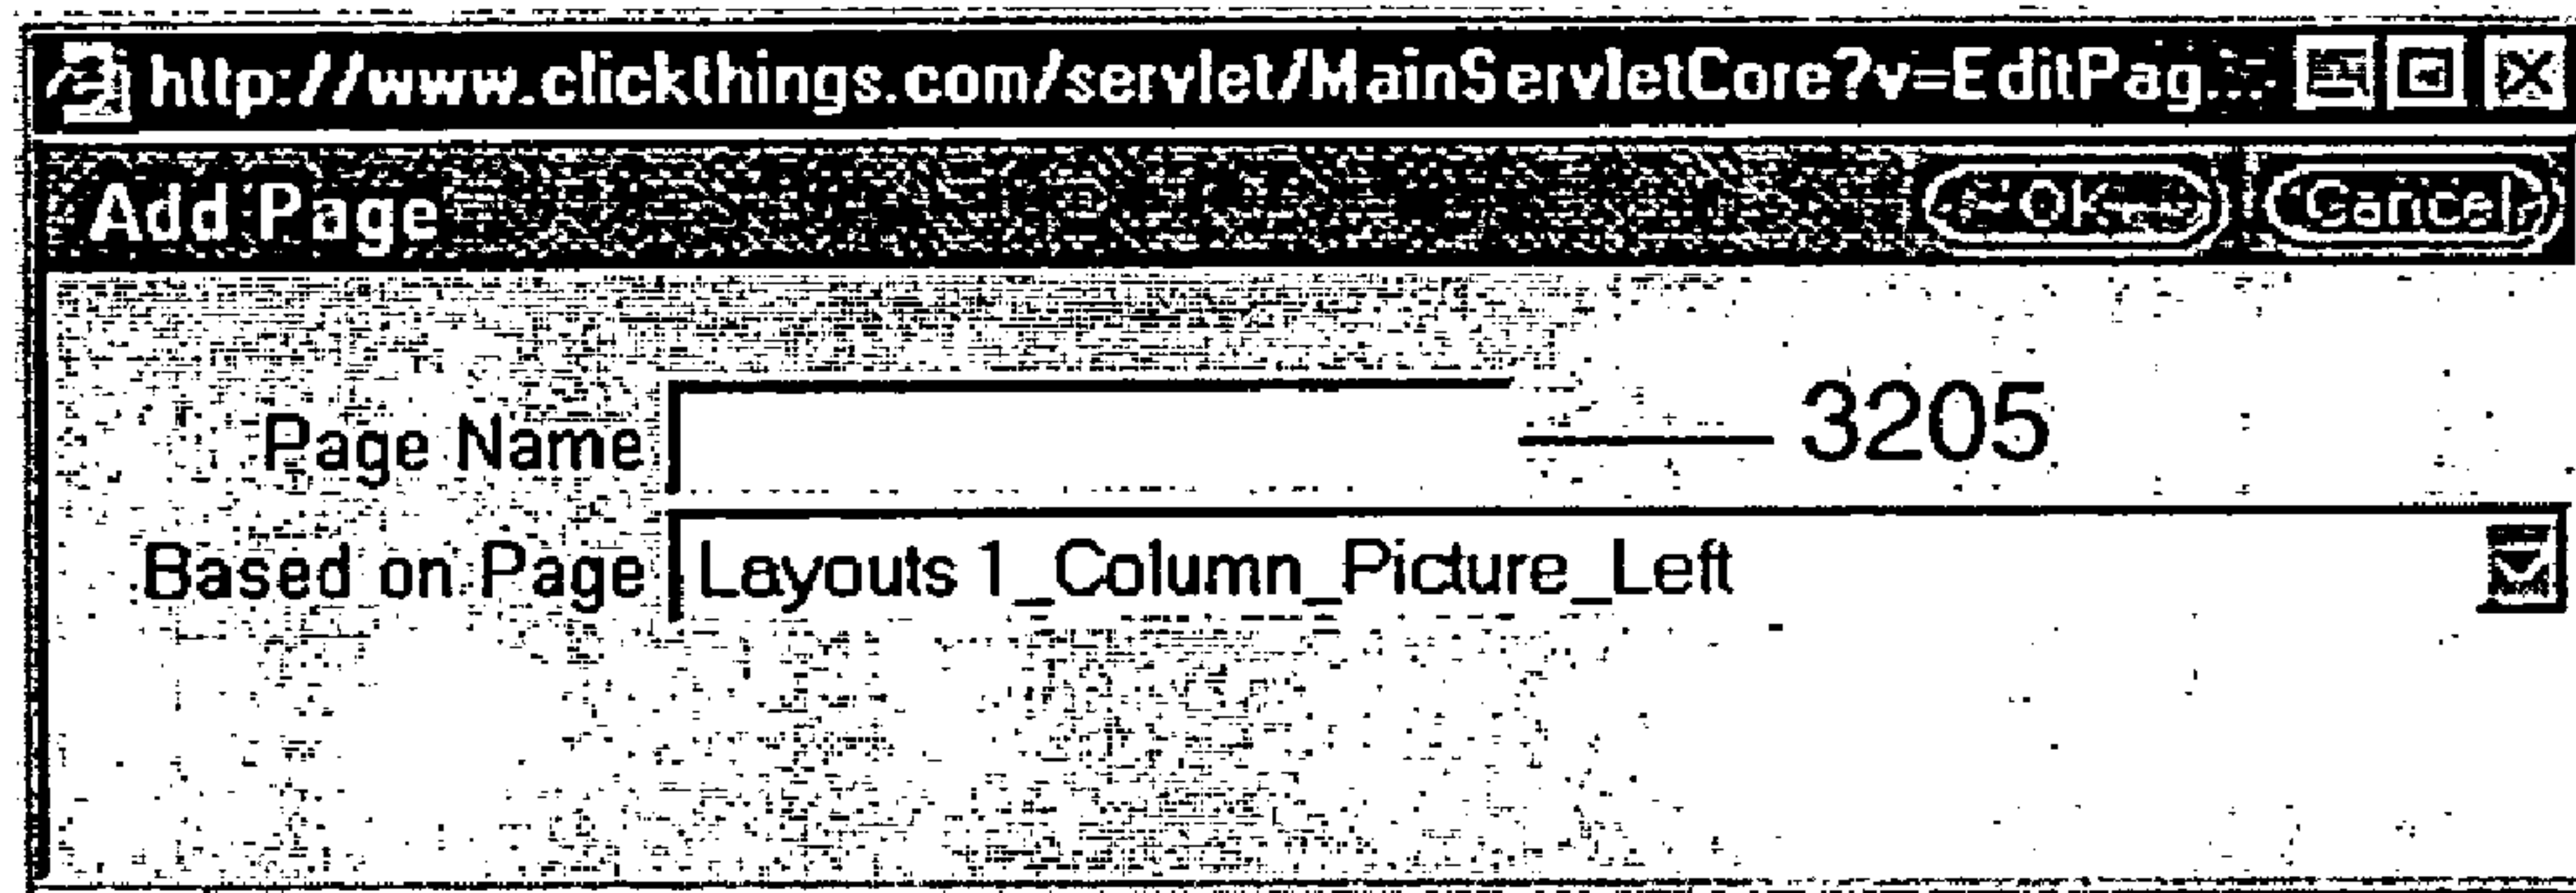 http://www.clickthings.com/servlet/MainServletCore?v=EditPag...
Add Page OK Cancel
Page Name 3205
Based on Page Layouts 1_Column_Picture_Left